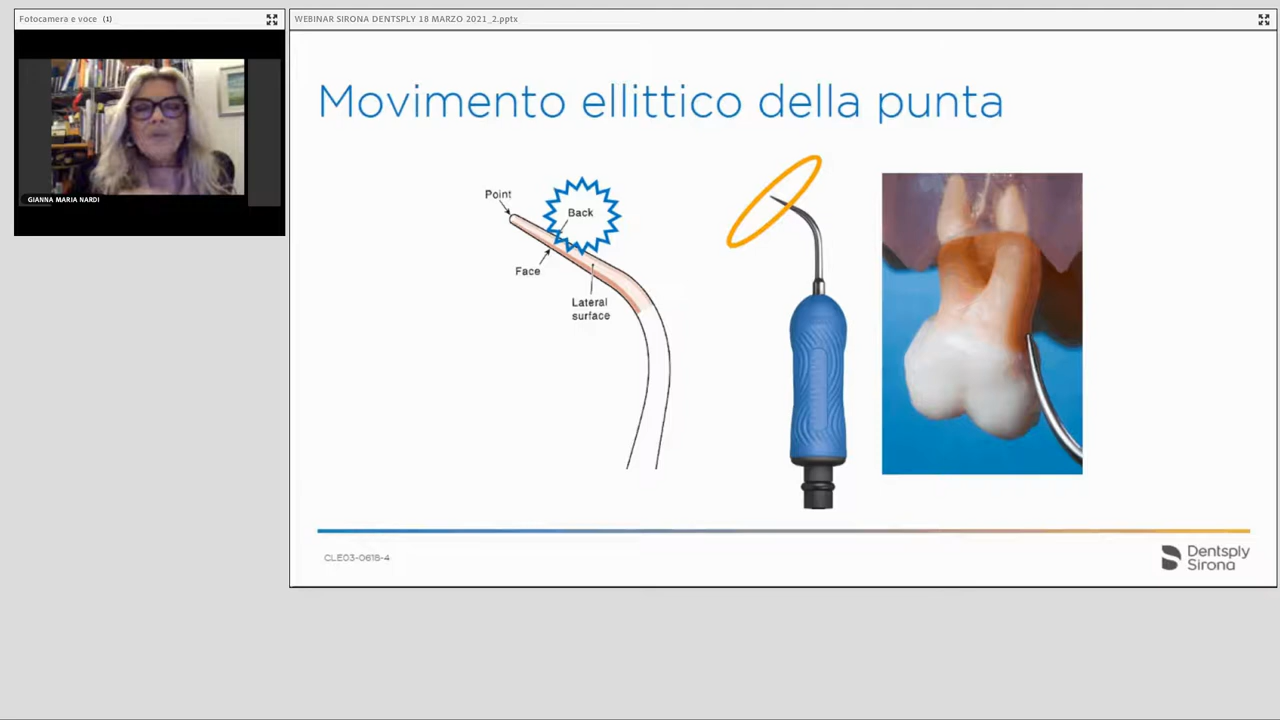 Fotocamera e voce (1)
GIANNA MARIA NARDI
WEBINAR SIRONA DENTSPLY 18 MARZO 2021_2.pptx
Movimento ellittico della punta
Point
Back
Face
Lateral
surface
CLE03-0618-4
Dentsply
Sirona